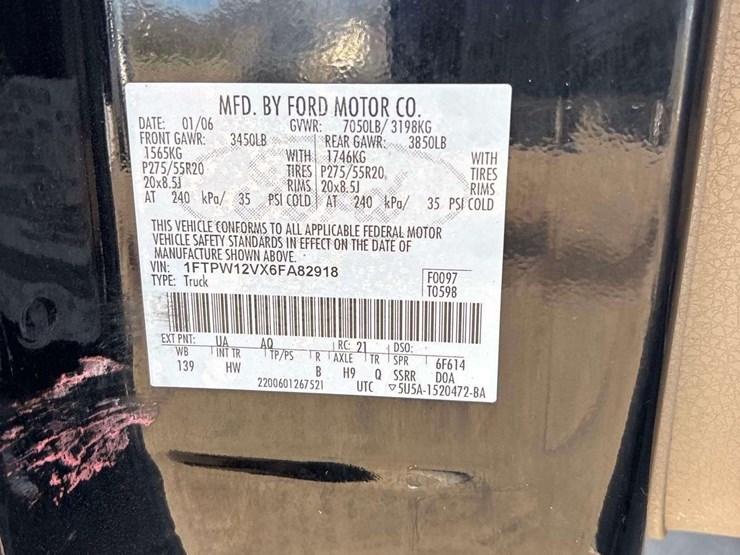 MFD. BY FORD MOTOR CO.
DATE: 01/06 GVWR: 7050LB/ 3198KG
FRONT GAWR: 3450LB REAR GAWR: 3850LB
1565KG WITH 1746KG WITH
P275/55R20 TIRES P275/55R20 TIRES
20x8.5J RIMS 20x8.5J RIMS
AT 240 kPa/ 35 PSI COLD AT 240 kPa/ 35 PSI COLD
THIS VEHICLE CONFORMS TO ALL APPLICABLE FEDERAL MOTOR
VEHICLE SAFETY STANDARDS IN EFFECT ON THE DATE OF
MANUFACTURE SHOWN ABOVE.
VIN: 1FTPW12VX6FA82918
TYPE: Truck
F0097
T0598
EXT PNT: UA AQ RC: 21 DSO:
WB INT TR TP/PS R AXLE TR SPR 6F614
139 HW B H9 Q SSRR DOA
2200601267521 UTC ▽5U5A-1520472-BA